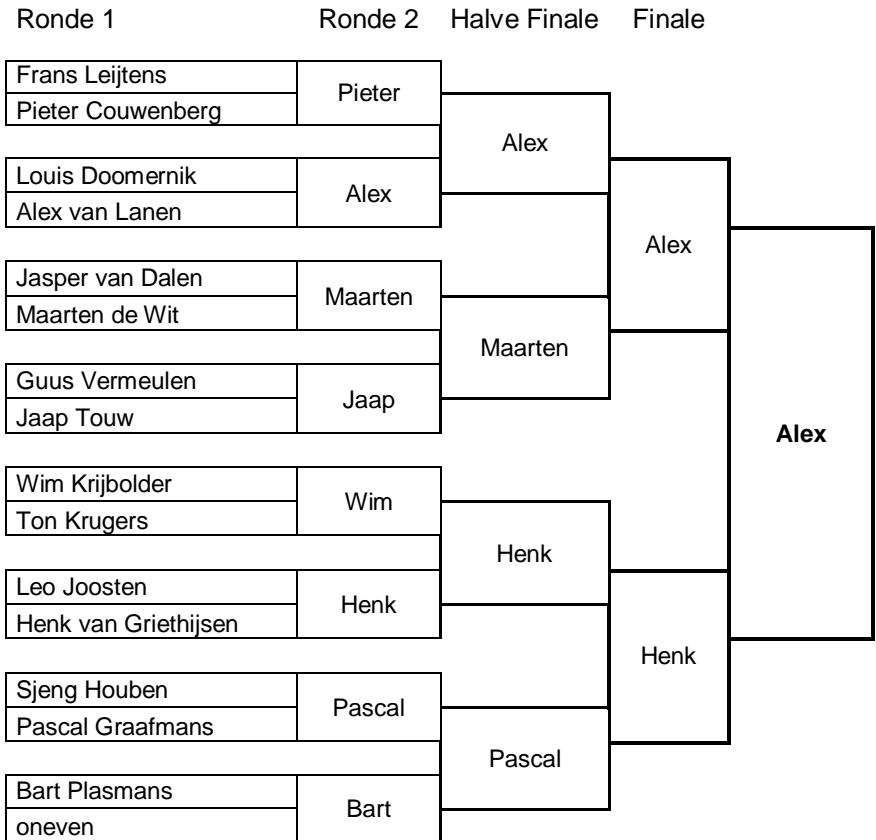 Ronde 1 Ronde 2 Halve Finale Finale
Frans Leijtens
Pieter
Pieter Couwenberg
Alex
Louis Doomernik
Alex
Alex van Lanen
Alex
Jasper van Dalen
Maarten
Maarten de Wit
Maarten
Guus Vermeulen
Jaap
Jaap Touw
Alex
Wim Krijbolder
Wim
Ton Krugers
Henk
Leo Joosten
Henk
Henk van Griethijsen
Henk
Sjeng Houben
Pascal
Pascal Graafmans
Pascal
Bart Plasmans
Bart
oneven